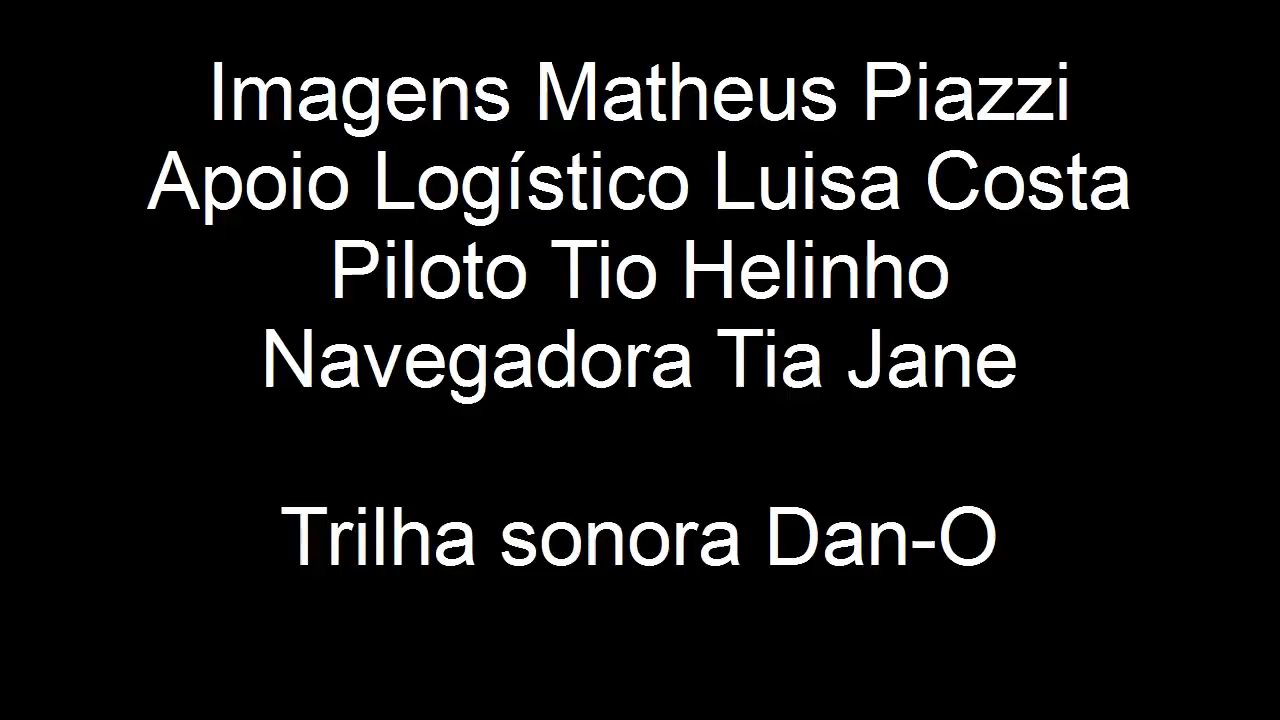 Imagens Matheus Piazzi
Apoio Logístico Luisa Costa
Piloto Tio Helinho
Navegadora Tia Jane
Trilha sonora Dan-O